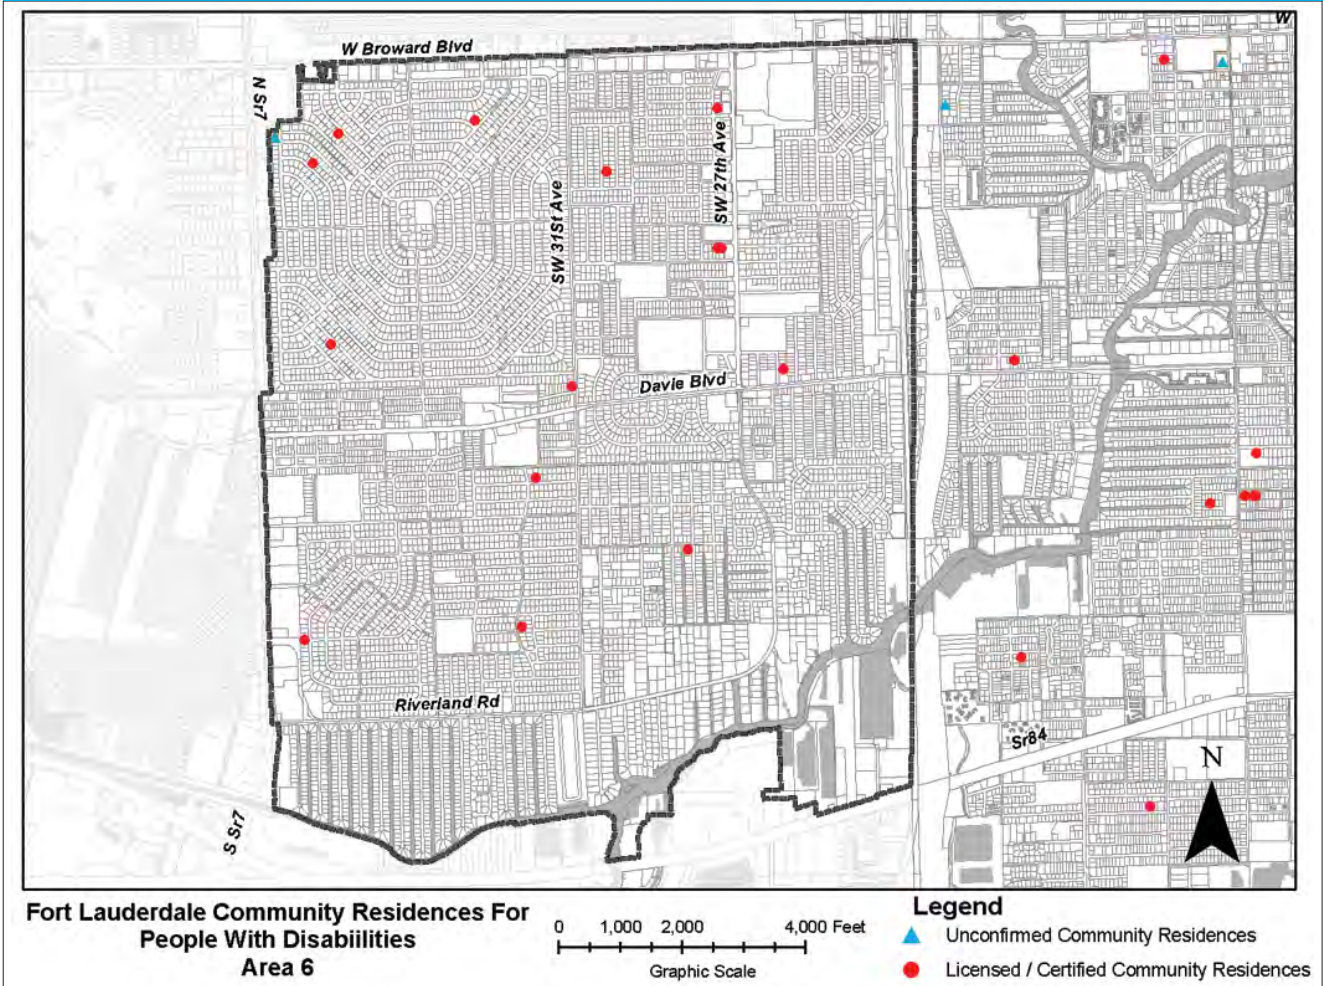 W
W Broward Blvd
N Sr7
SW 27th Ave
SW 31St Ave
Davie Blvd
Riverland Rd
Sr84
N
S Sr7
Fort Lauderdale Community Residences For
People With Disabiilities
Area 6
0 1,000 2,000 4,000 Feet
Graphic Scale
Legend
Unconfirmed Community Residences
Licensed / Certified Community Residences